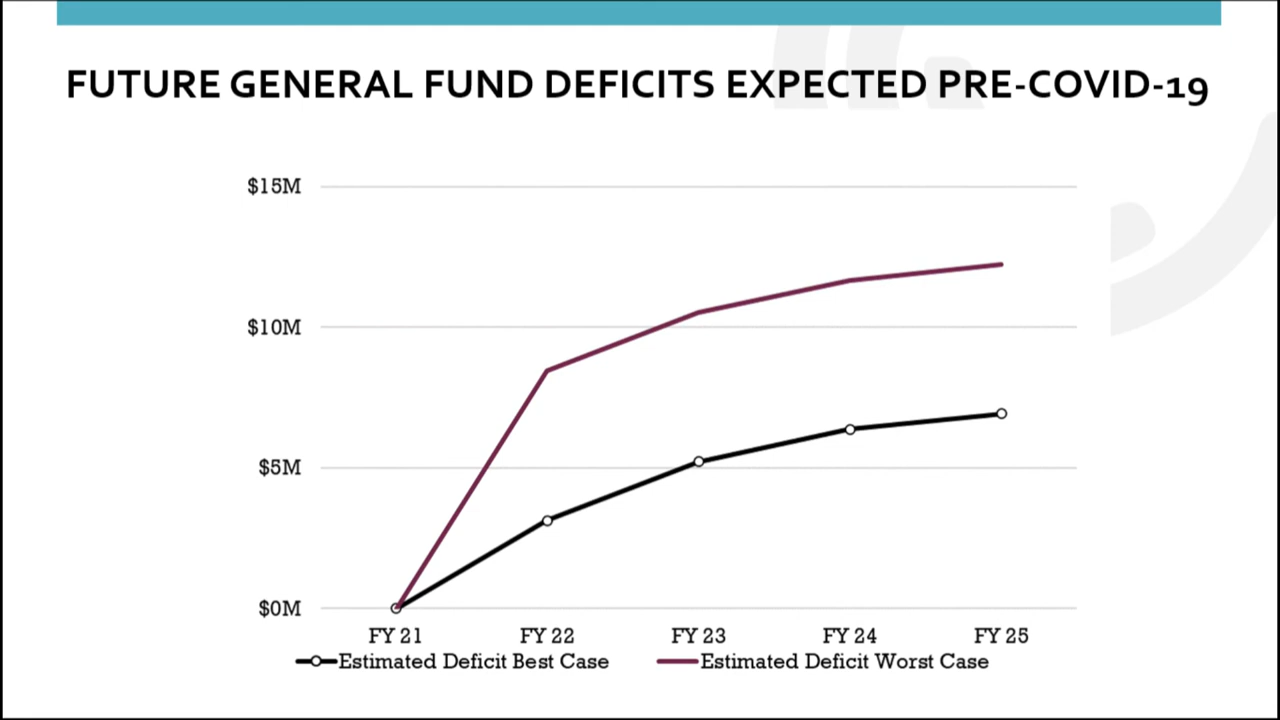 FUTURE GENERAL FUND DEFICITS EXPECTED PRE-COVID-19
$15M
$10M
$5M
$0M
FY 21 FY 22 FY 23 FY 24 FY 25
Estimated Deficit Best Case Estimated Deficit Worst Case